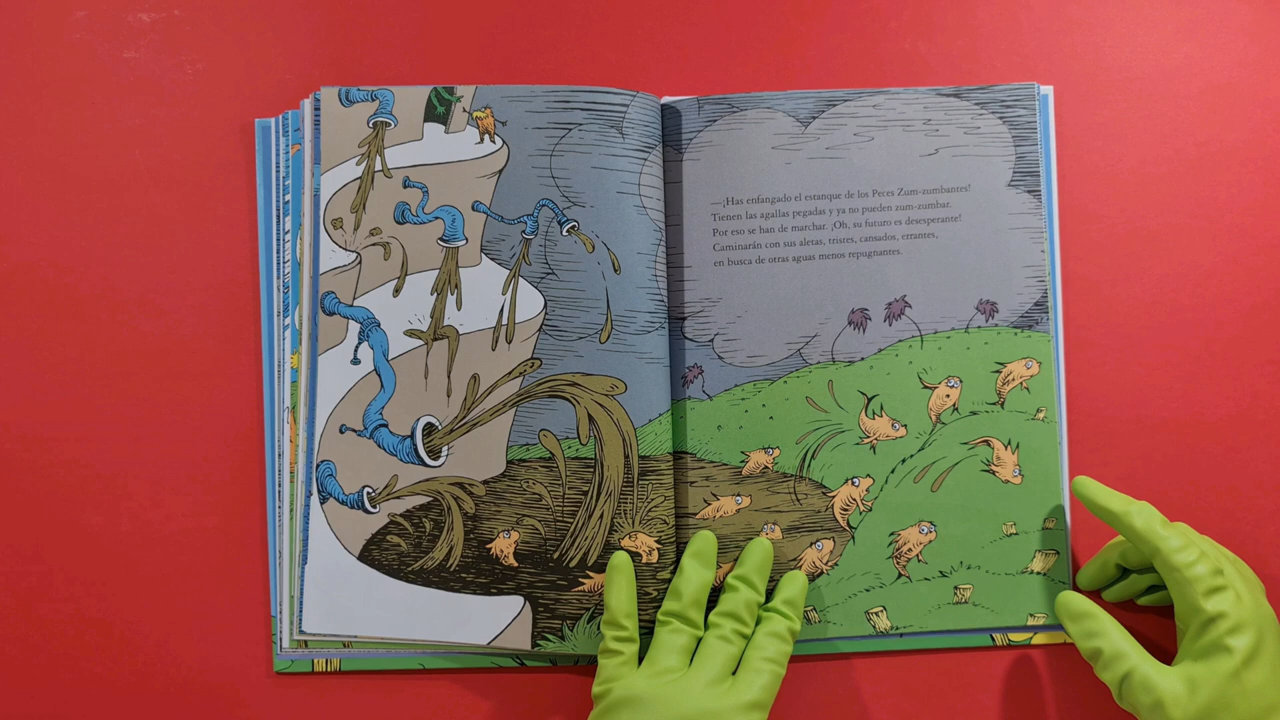 —¡Has enfangado el estanque de los Peces Zum-zumbantes!
Tienen las agallas pegadas y ya no pueden zum-zumbar.
Por eso se han de marchar. ¡Oh, su futuro es desesperante!
Caminarán con sus aletas, tristes, cansados, errantes,
en busca de otras aguas menos repugnantes.